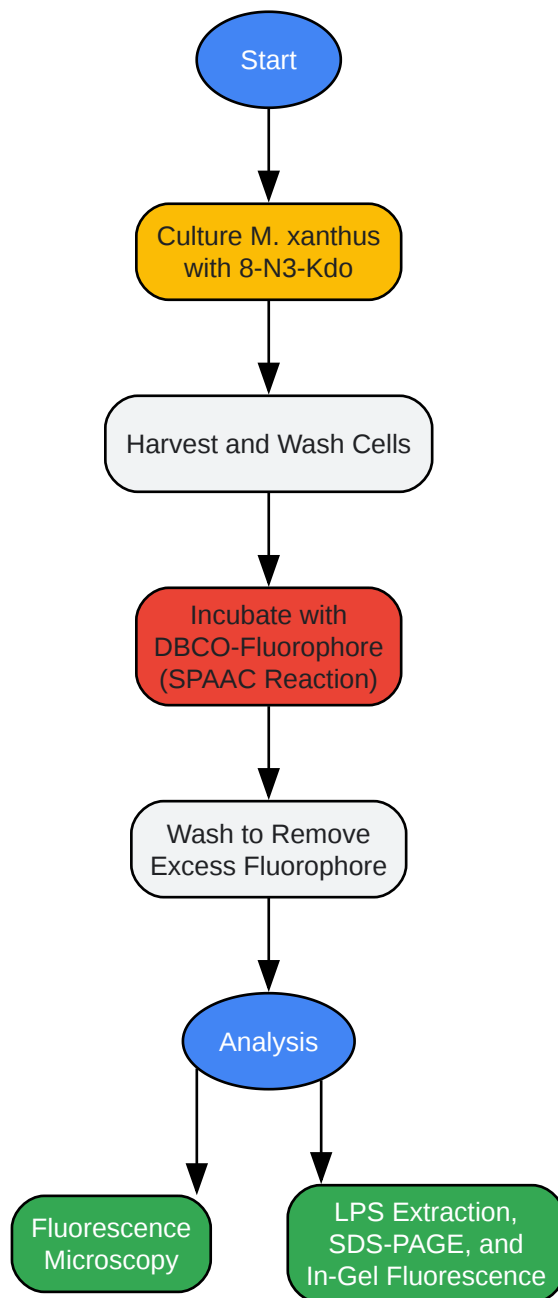 Start
Culture M. xanthus
with 8-N3-Kdo
Harvest and Wash Cells
Incubate with
DBCO-Fluorophore
(SPAAC Reaction)
Wash to Remove
Excess Fluorophore
Analysis
Fluorescence
Microscopy
LPS Extraction,
SDS-PAGE, and
In-Gel Fluorescence